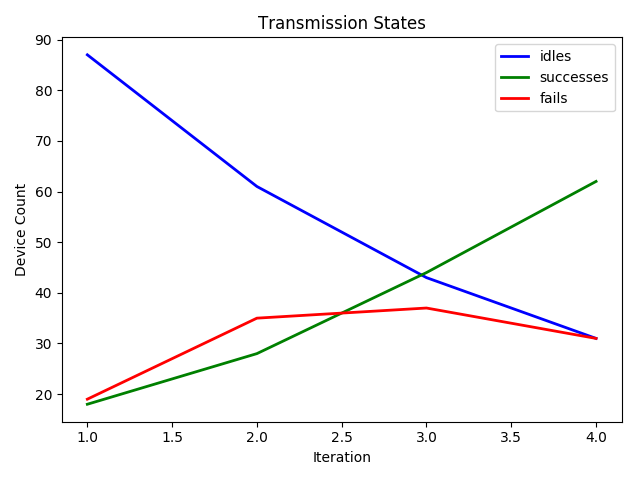 Transmission States
90
80
70
60
50
40
30
20
Device Count
idles
successes
fails
1.0 1.5 2.0 2.5 3.0 3.5 4.0
Iteration